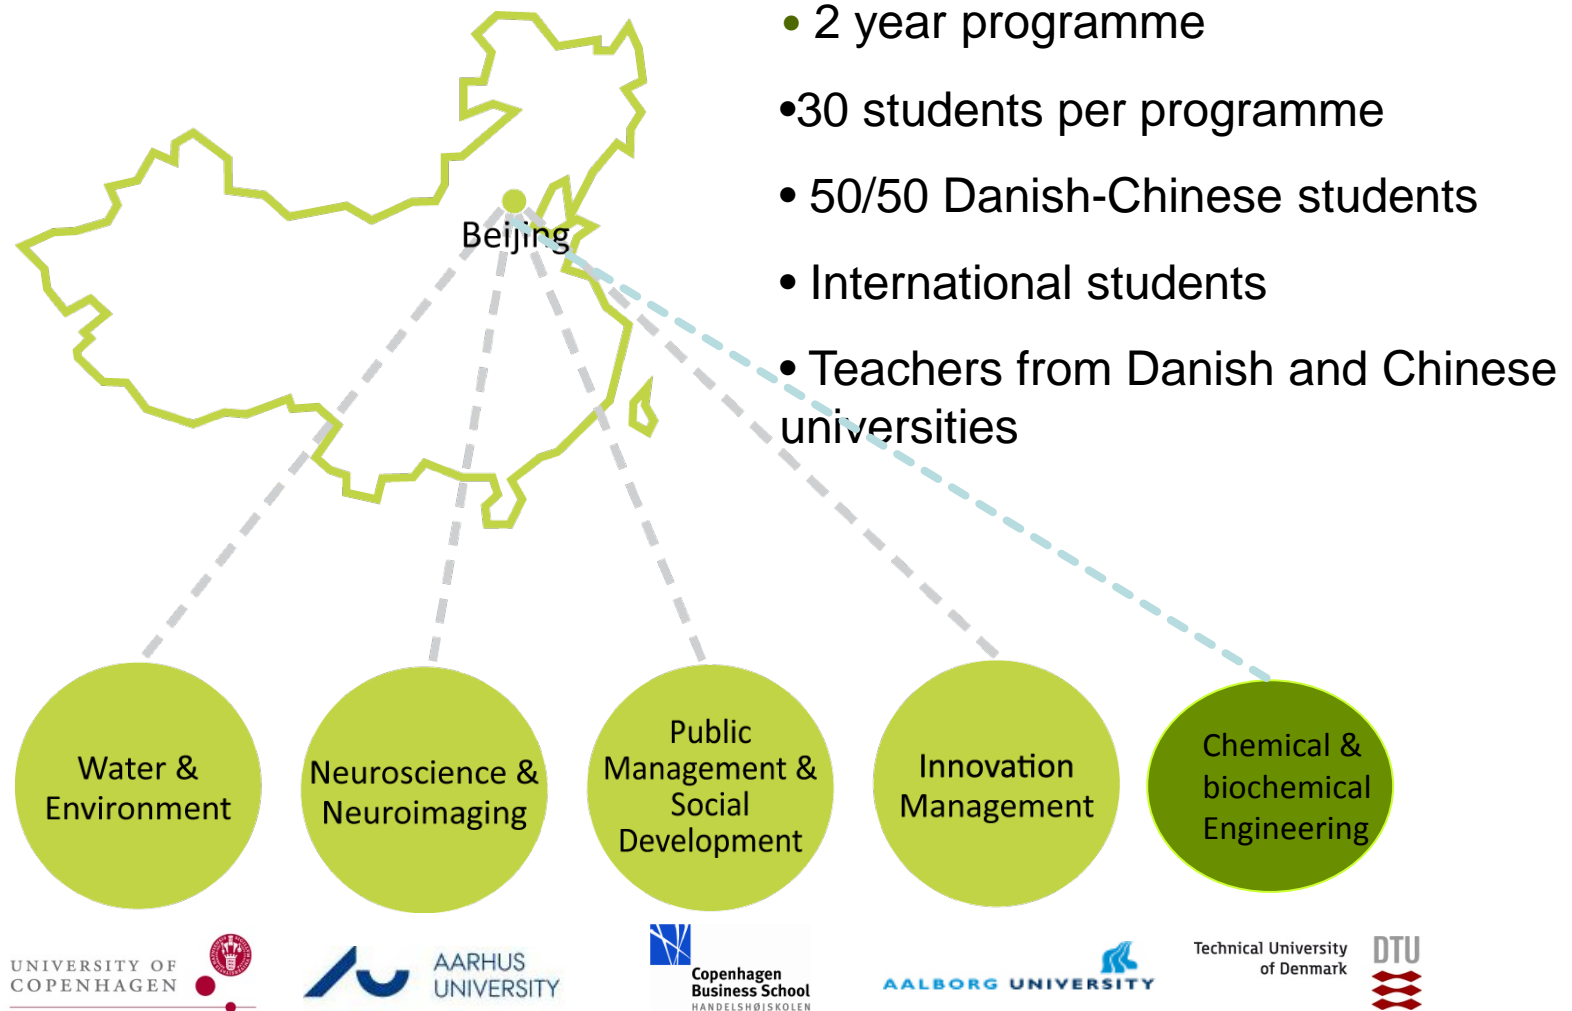 • 2 year programme
•30 students per programme
• 50/50 Danish-Chinese students
• International students
• Teachers from Danish and Chinese
universities
Beijing
Water &
Environment
Neuroscience &
Neuroimaging
Public
Management &
Social
Development
Innovation
Management
Chemical &
biochemical
Engineering
UNIVERSITY OF
COPENHAGEN
AARHUS
UNIVERSITY
Copenhagen
Business School
HANDELSHØJSKOLEN
AALBORG UNIVERSITY
Technical University
of Denmark
DTU